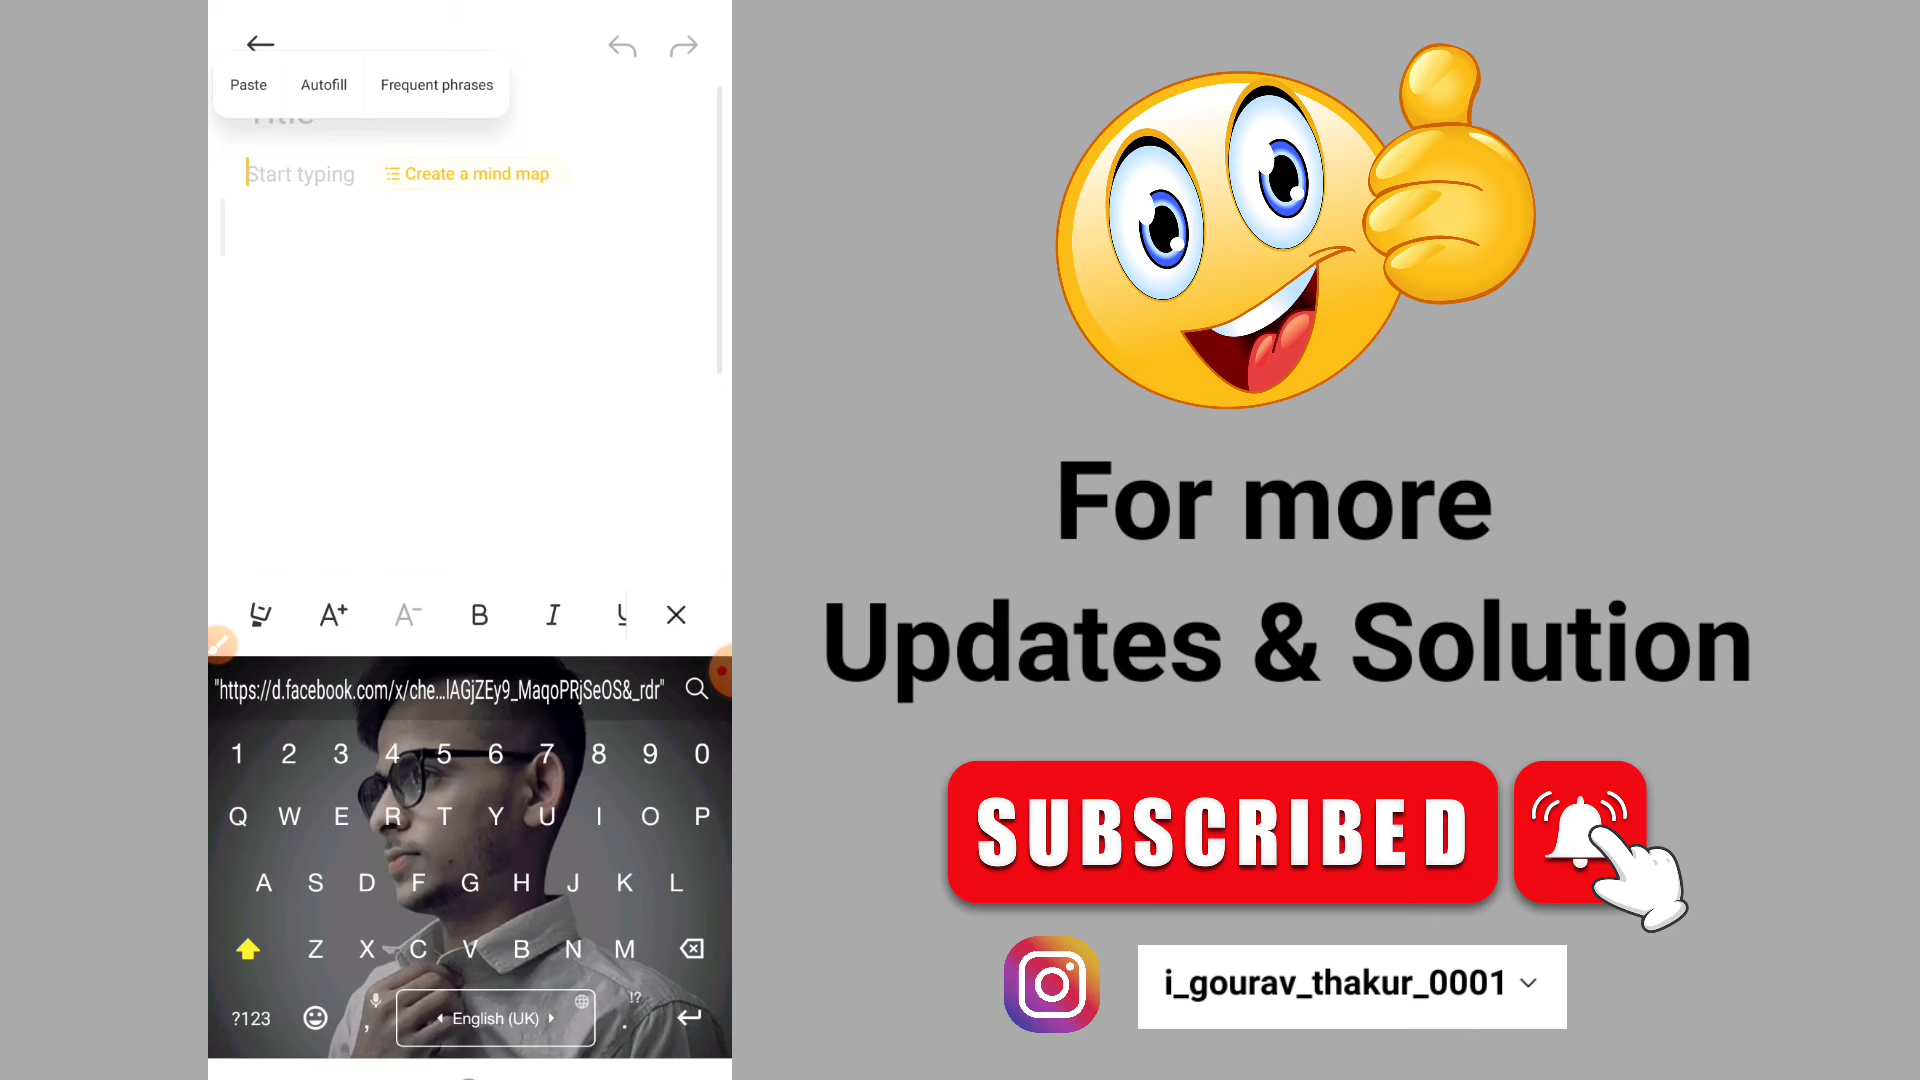 Paste Autofill Frequent phrases
Title
Start typing Create a mind map
A+ A- B I U
"https://d.facebook.com/x/che...lAGjZEy9_MaqoPRjSeOS&_rdr"
1 2 3 4 5 6 7 8 9 0
Q W E R T Y U I O P
A S D F G H J K L
Z X C V B N M
?123 , English (UK) !? .
For more
Updates & Solution
SUBSCRIBED
i_gourav_thakur_0001